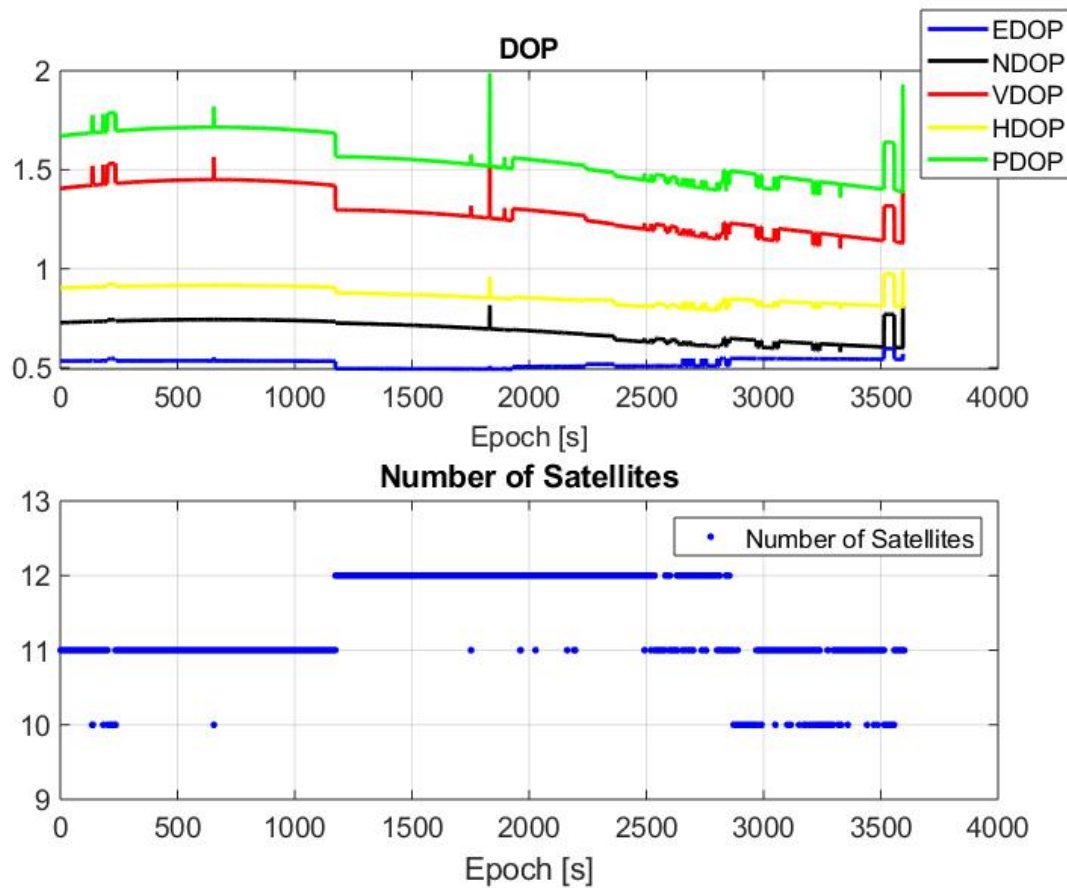 DOP
EDOP
NDOP
VDOP
HDOP
PDOP
2
1.5
1
0.5
0 500 1000 1500 2000 2500 3000 3500 4000
Epoch [s]
Number of Satellites
13
Number of Satellites
12
11
10
9
0 500 1000 1500 2000 2500 3000 3500 4000
Epoch [s]